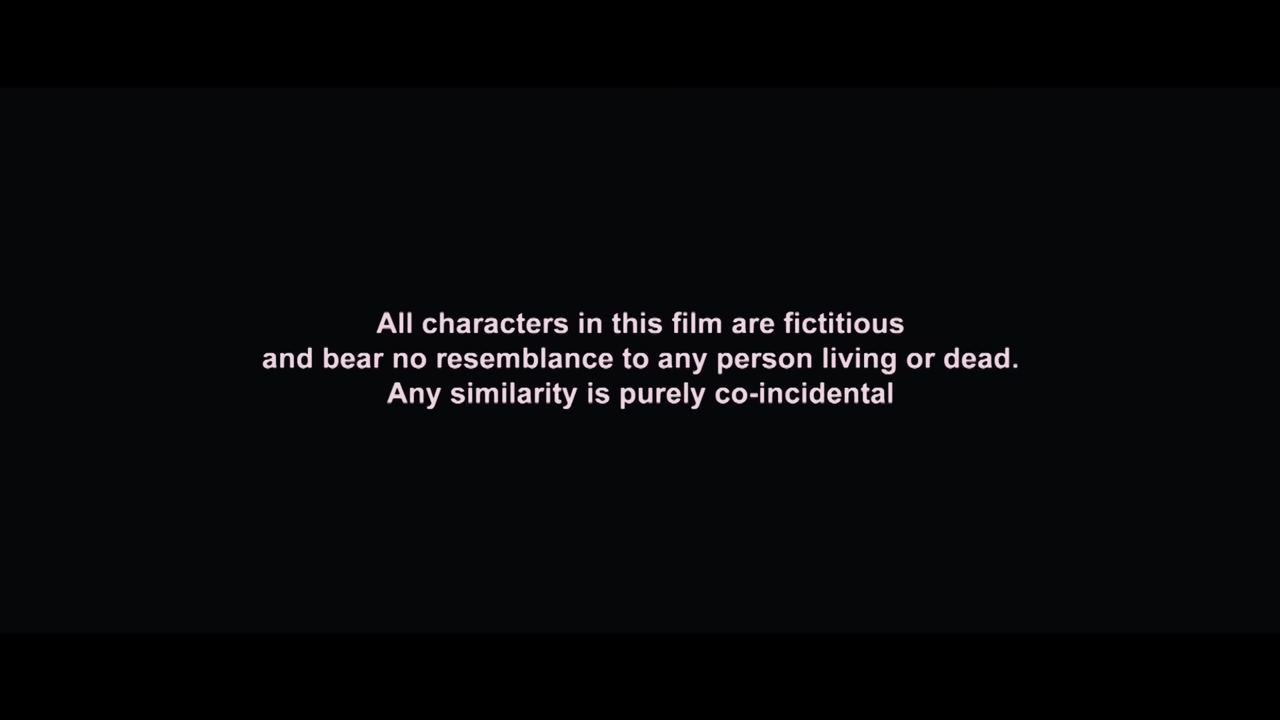 All characters in this film are fictitious
and bear no resemblance to any person living or dead.
Any similarity is purely co-incidental